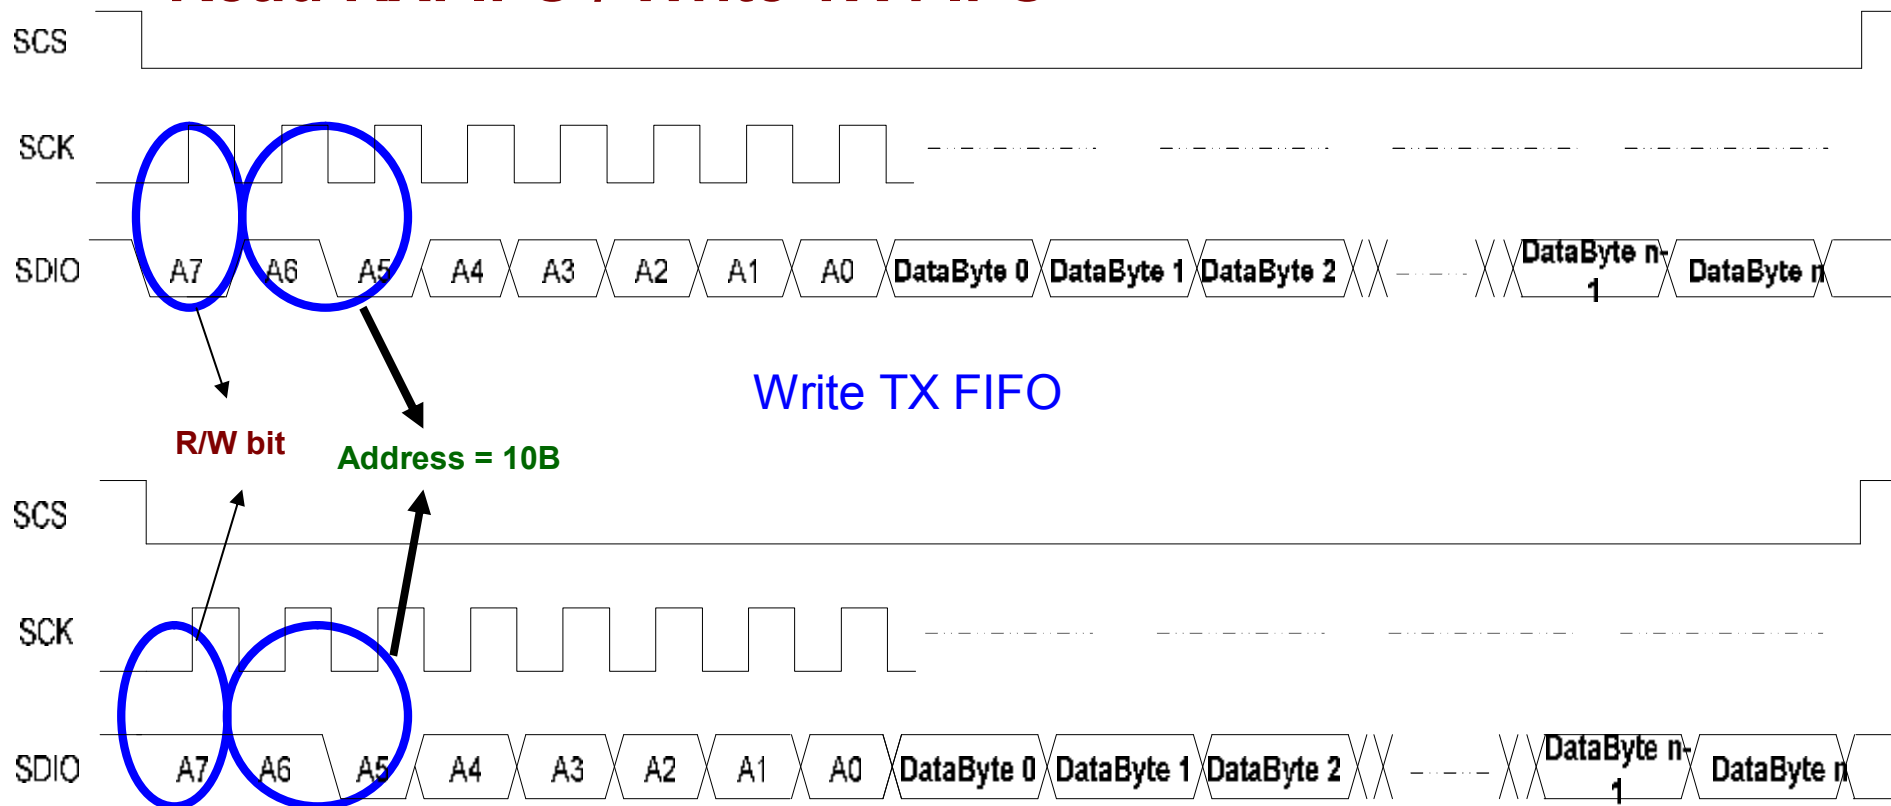 SCS
SCK
SDIO A7 A6 A5 A4 A3 A2 A1 A0 DataByte 0 DataByte 1 DataByte 2 DataByte n-1 DataByte n
Write TX FIFO
R/W bit
Address = 10B
SCS
SCK
SDIO A7 A6 A5 A4 A3 A2 A1 A0 DataByte 0 DataByte 1 DataByte 2 DataByte n-1 DataByte n